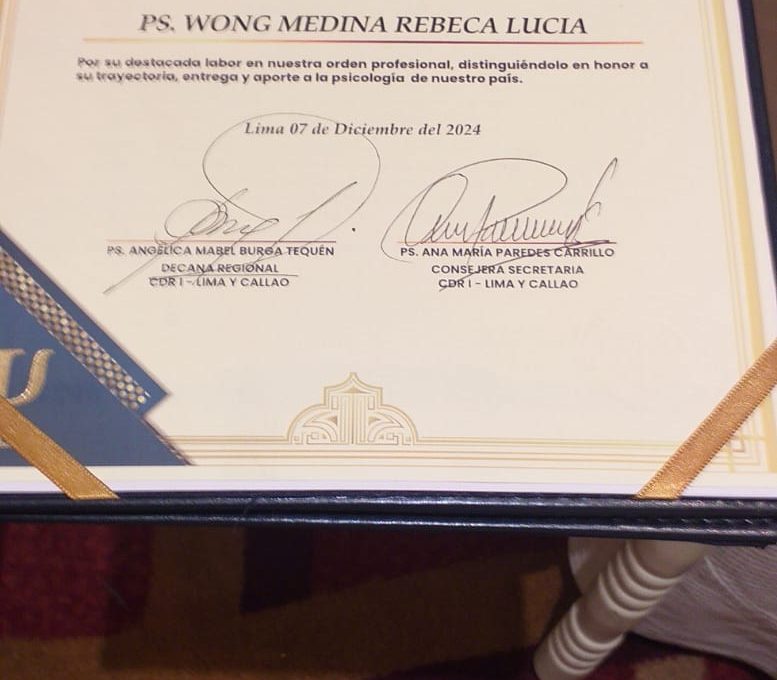 PS. WONG MEDINA REBECA LUCIA
Por su destacada labor en nuestra orden profesional, distinguiéndolo en honor a
su trayectoria, entrega y aporte a la psicología de nuestro país.
Lima 07 de Diciembre del 2024
PS. ANGÉLICA MABEL BURGA TEQUÉN
DECANA REGIONAL
CDR I - LIMA Y CALLAO
PS. ANA MARÍA PAREDES CARRILLO
CONSEJERA SECRETARIA
CDR I - LIMA Y CALLAO